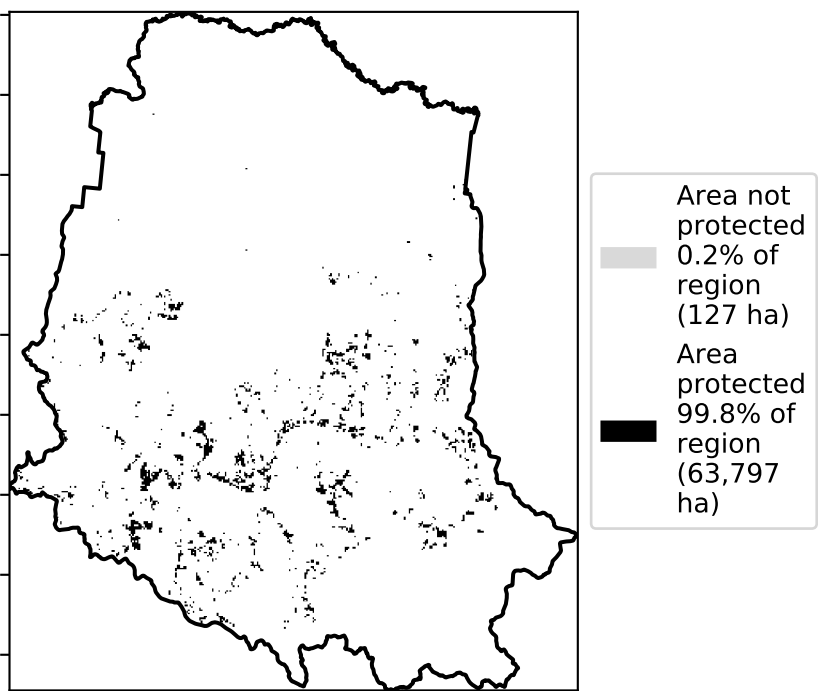 Area not
protected
0.2% of
region
(127 ha)
Area
protected
99.8% of
region
(63,797
ha)